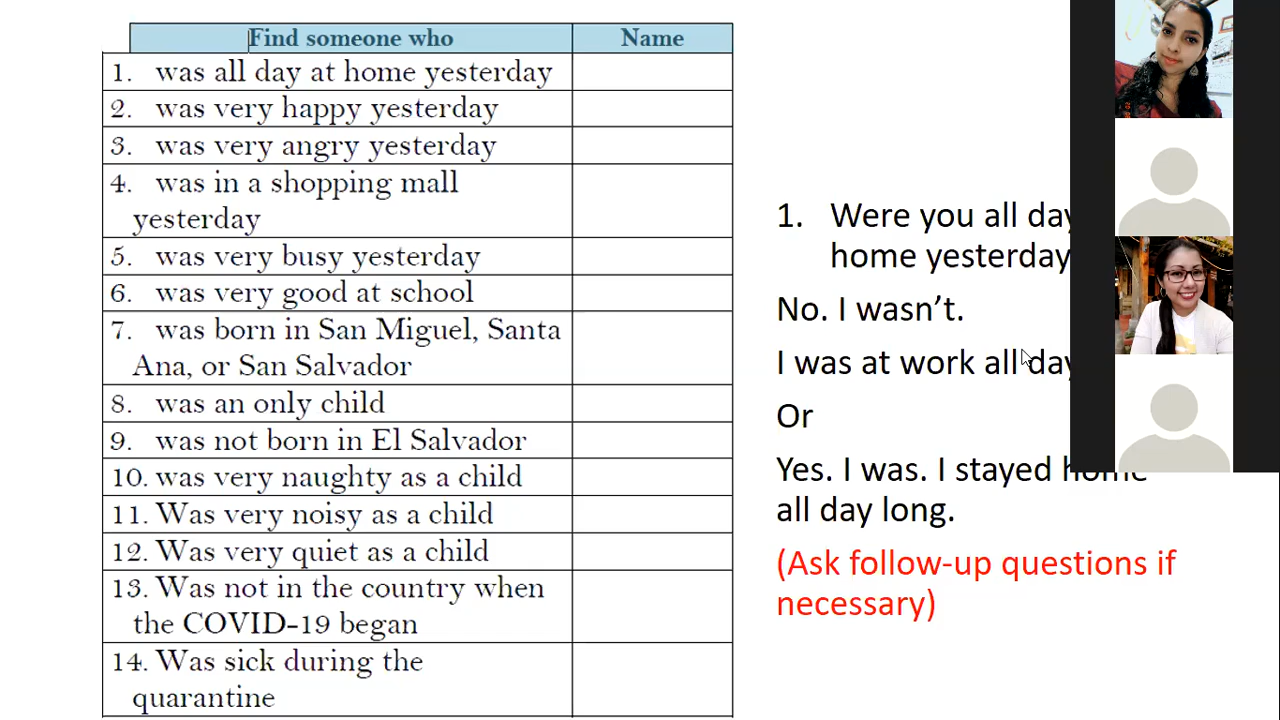 Find someone who
Name
1. was all day at home yesterday
2. was very happy yesterday
3. was very angry yesterday
4. was in a shopping mall
yesterday
5. was very busy yesterday
6. was very good at school
7. was born in San Miguel, Santa
Ana, or San Salvador
8. was an only child
9. was not born in El Salvador
10. was very naughty as a child
11. Was very noisy as a child
12. Was very quiet as a child
13. Was not in the country when
the COVID-19 began
14. Was sick during the
quarantine
1. Were you all day
home yesterday
No. I wasn't.
I was at work all day
Or
Yes. I was. I stayed home
all day long.
(Ask follow-up questions if
necessary)